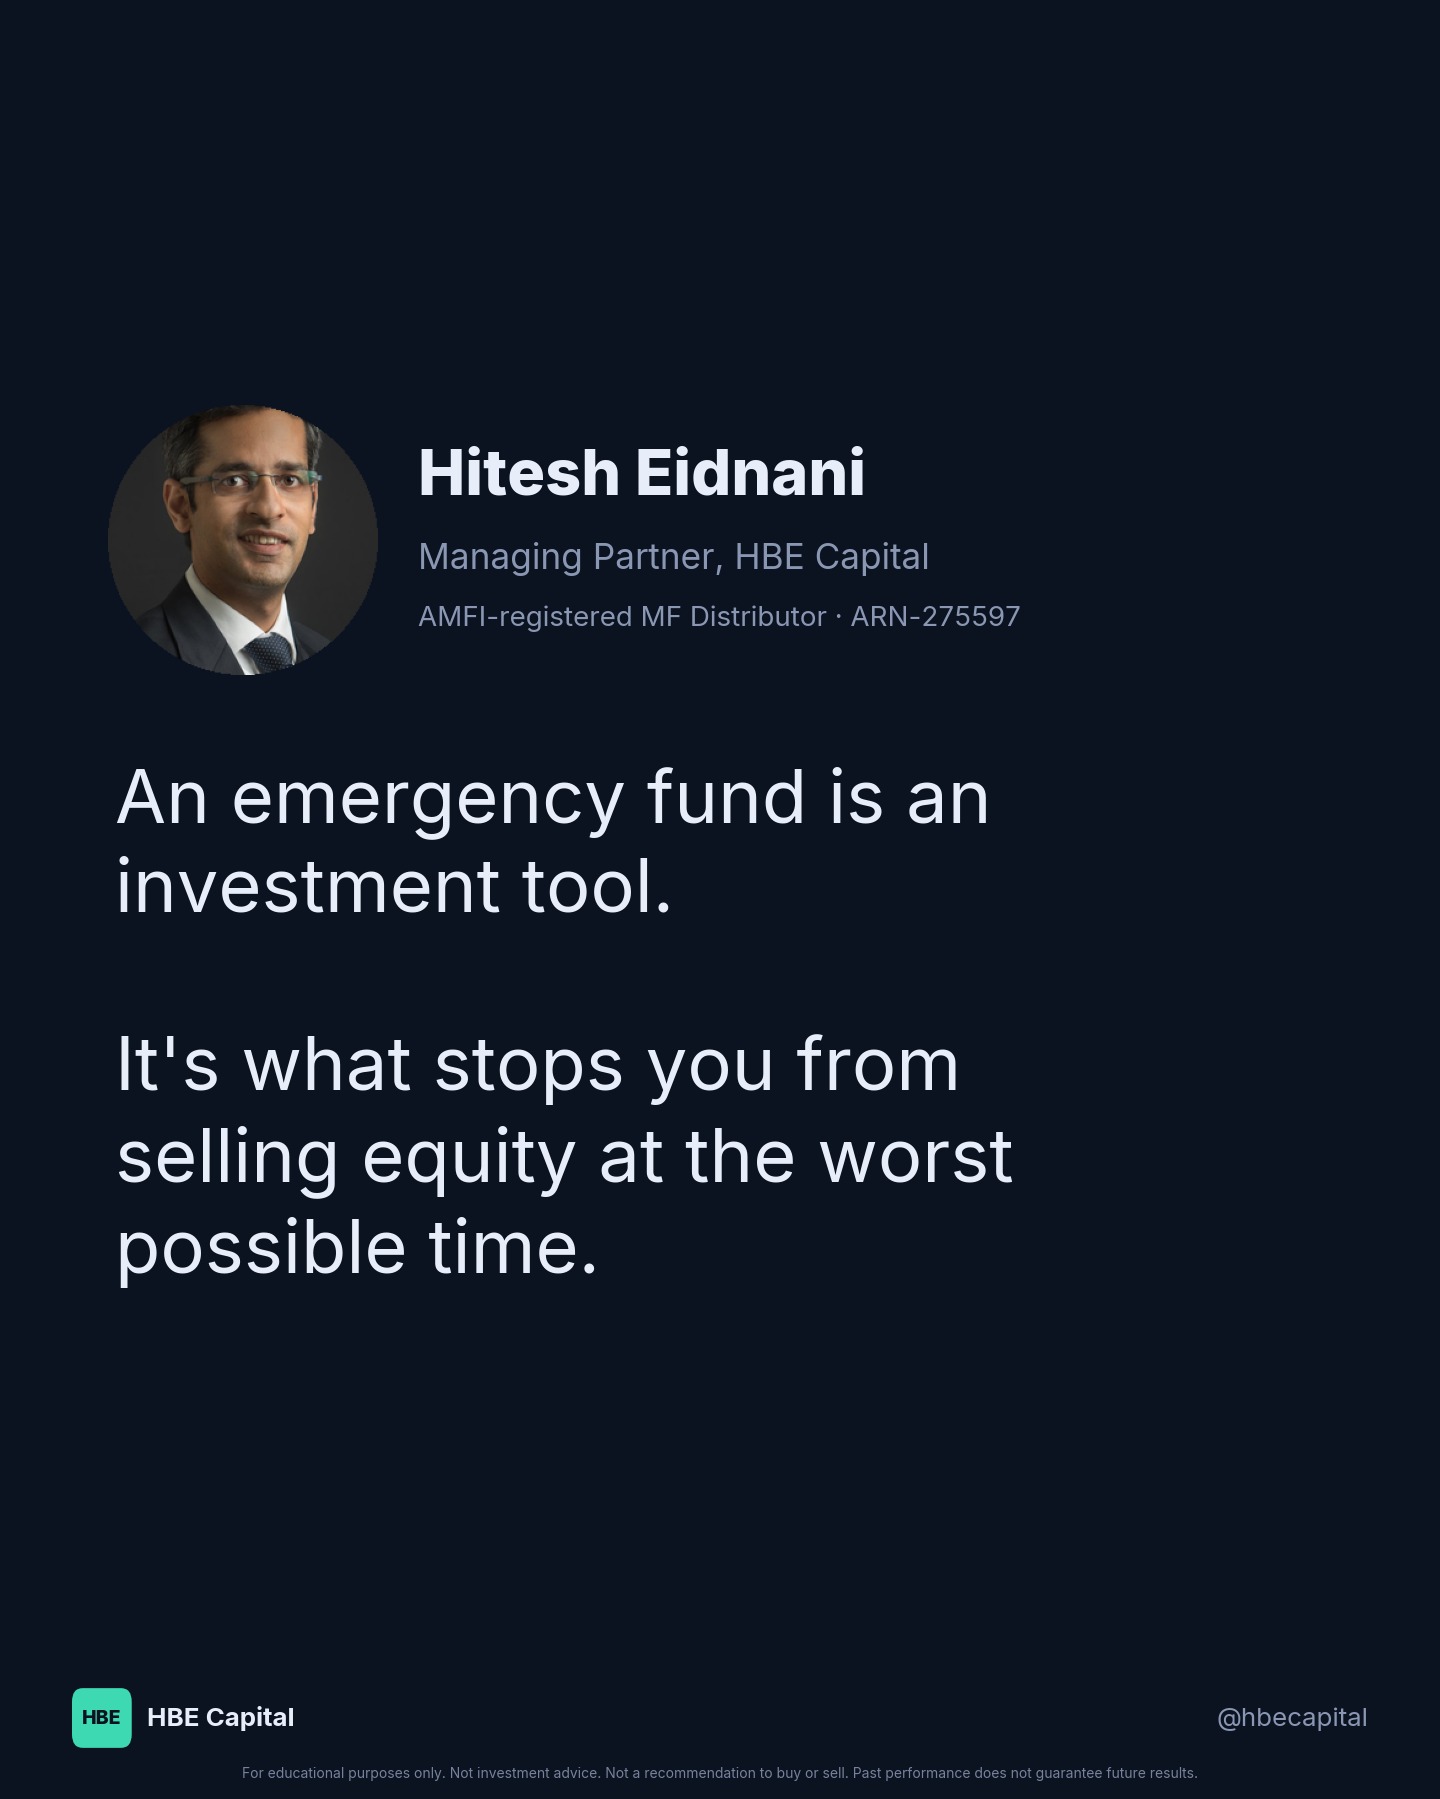 Hitesh Eidnani
Managing Partner, HBE Capital
AMFI-registered MF Distributor · ARN-275597
An emergency fund is an
investment tool.
It's what stops you from
selling equity at the worst
possible time.
HBE HBE Capital @hbecapital
For educational purposes only. Not investment advice. Not a recommendation to buy or sell. Past performance does not guarantee future results.